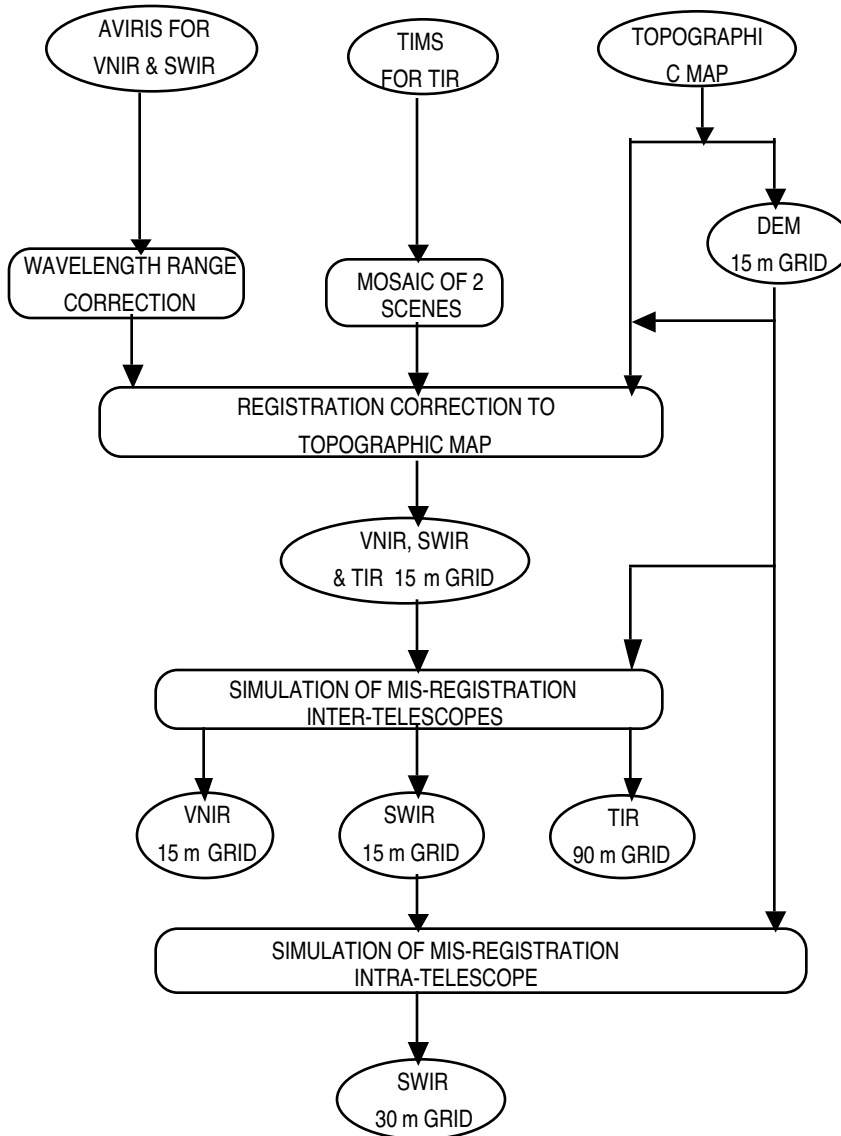 AVIRIS FOR
VNIR & SWIR
TIMS
FOR TIR
TOPOGRAPHI
C MAP
DEM
15 m GRID
WAVELENGTH RANGE
CORRECTION
MOSAIC OF 2
SCENES
REGISTRATION CORRECTION TO
TOPOGRAPHIC MAP
VNIR, SWIR
& TIR 15 m GRID
SIMULATION OF MIS-REGISTRATION
INTER-TELESCOPES
VNIR
15 m GRID
SWIR
15 m GRID
TIR
90 m GRID
SIMULATION OF MIS-REGISTRATION
INTRA-TELESCOPE
SWIR
30 m GRID